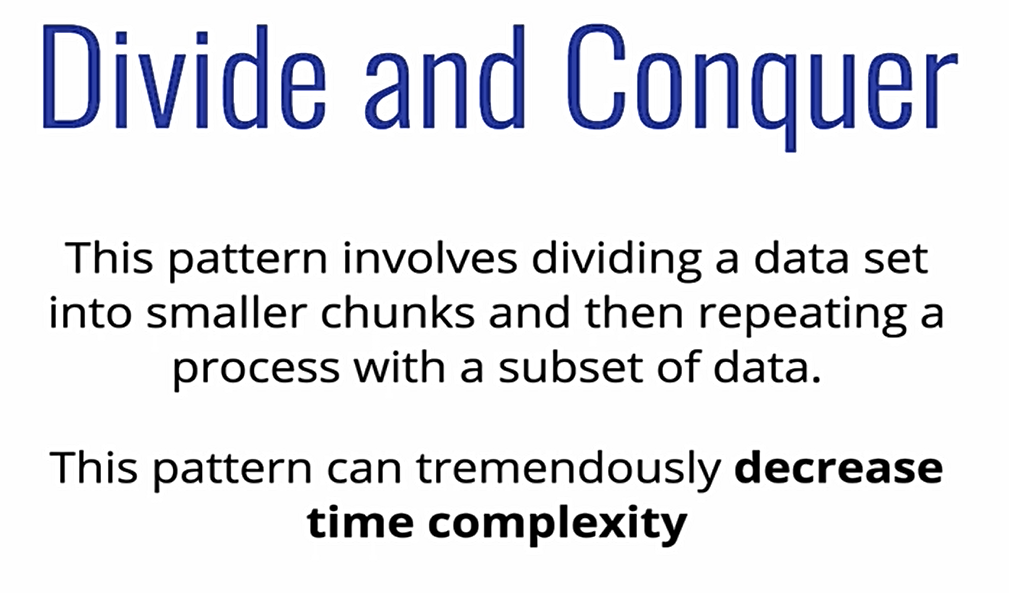 Divide and Conquer
This pattern involves dividing a data set
into smaller chunks and then repeating a
process with a subset of data.
This pattern can tremendously decrease
time complexity